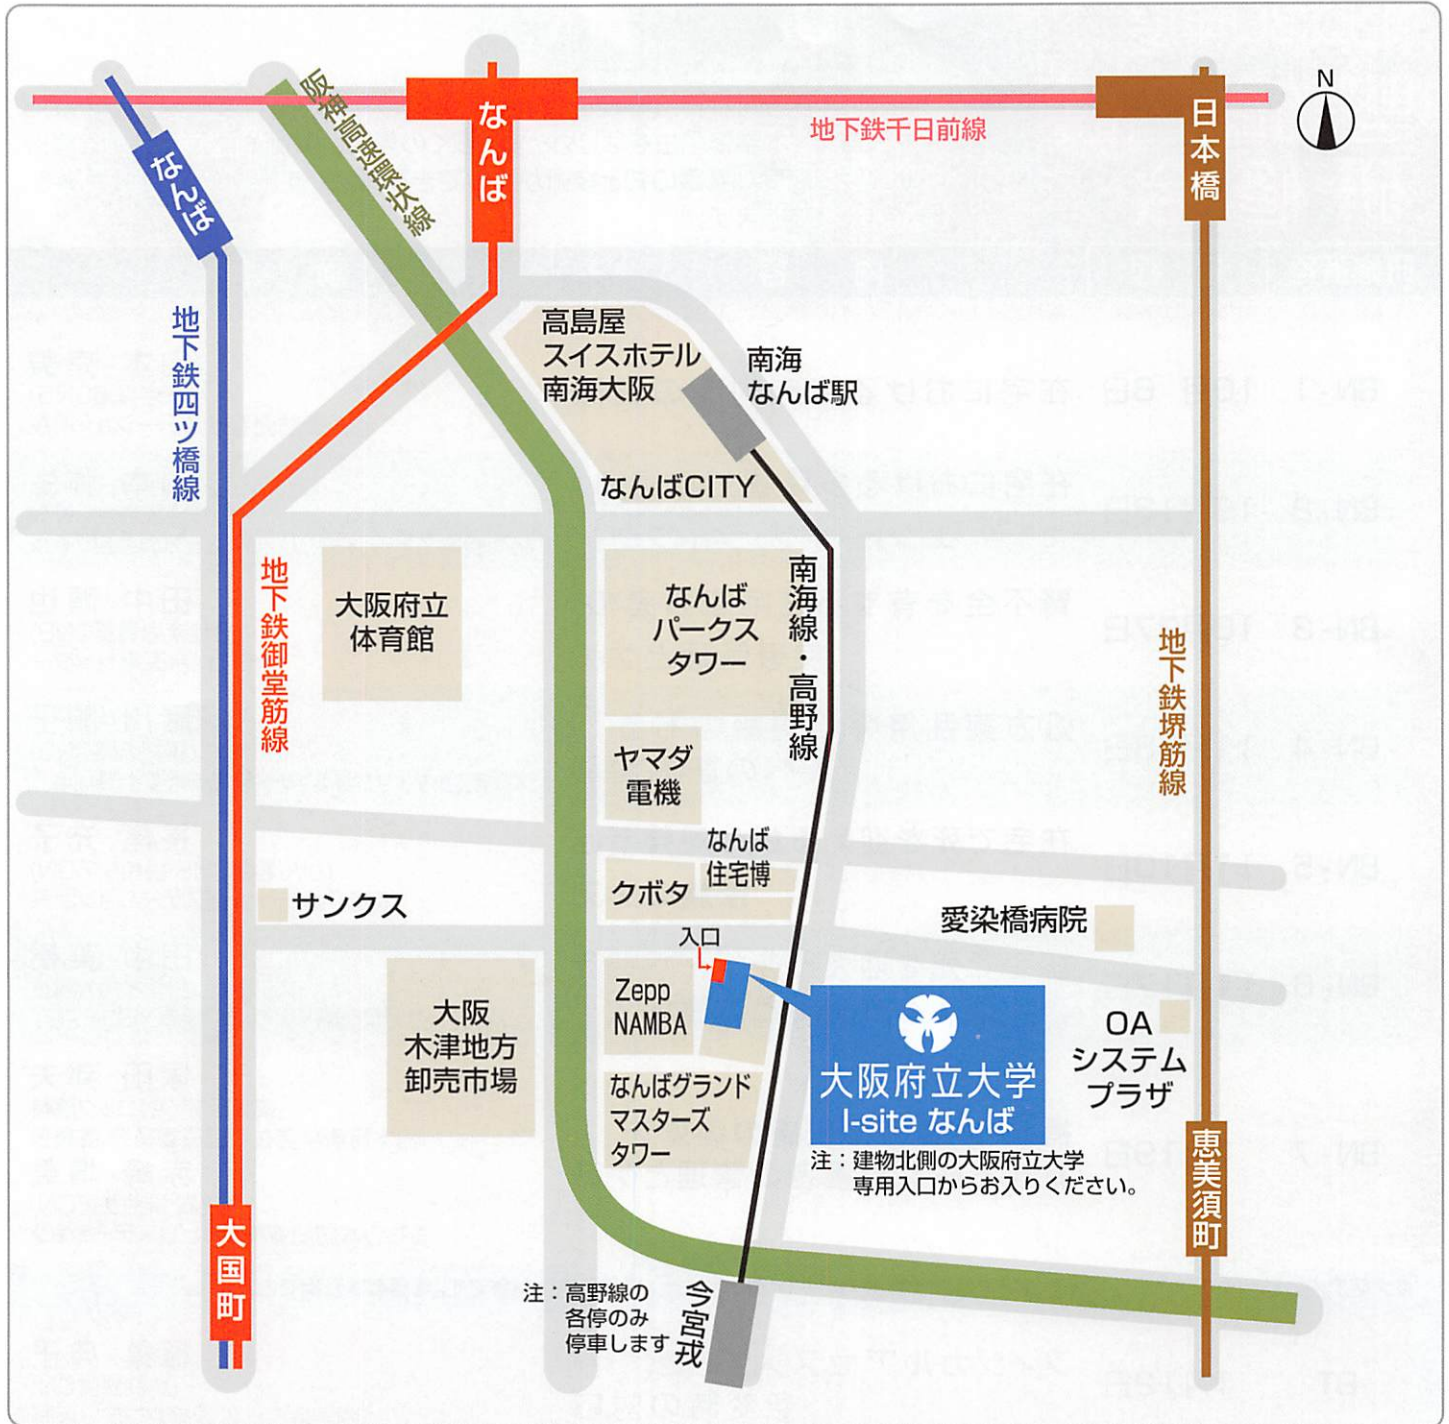 N
なんば
阪神高速環状線
なんば
地下鉄千日前線
日本橋
地下鉄四ツ橋線
高島屋
スイスホテル
南海大阪
南海
なんば駅
なんばCITY
地下鉄御堂筋線
大阪府立
体育館
なんば
パークス
タワー
南海線・高野線
地下鉄堺筋線
ヤマダ
電機
なんば
住宅博
クボタ
サンクス
愛染橋病院
入口
Zepp
NAMBA
大阪
木津地方
卸売市場
大阪府立大学
I-site なんば
OA
システム
プラザ
なんばグランド
マスターズ
タワー
注：建物北側の大阪府立大学
専用入口からお入りください。
恵美須町
大国町
注：高野線の
各停のみ
停車します
今宮戎